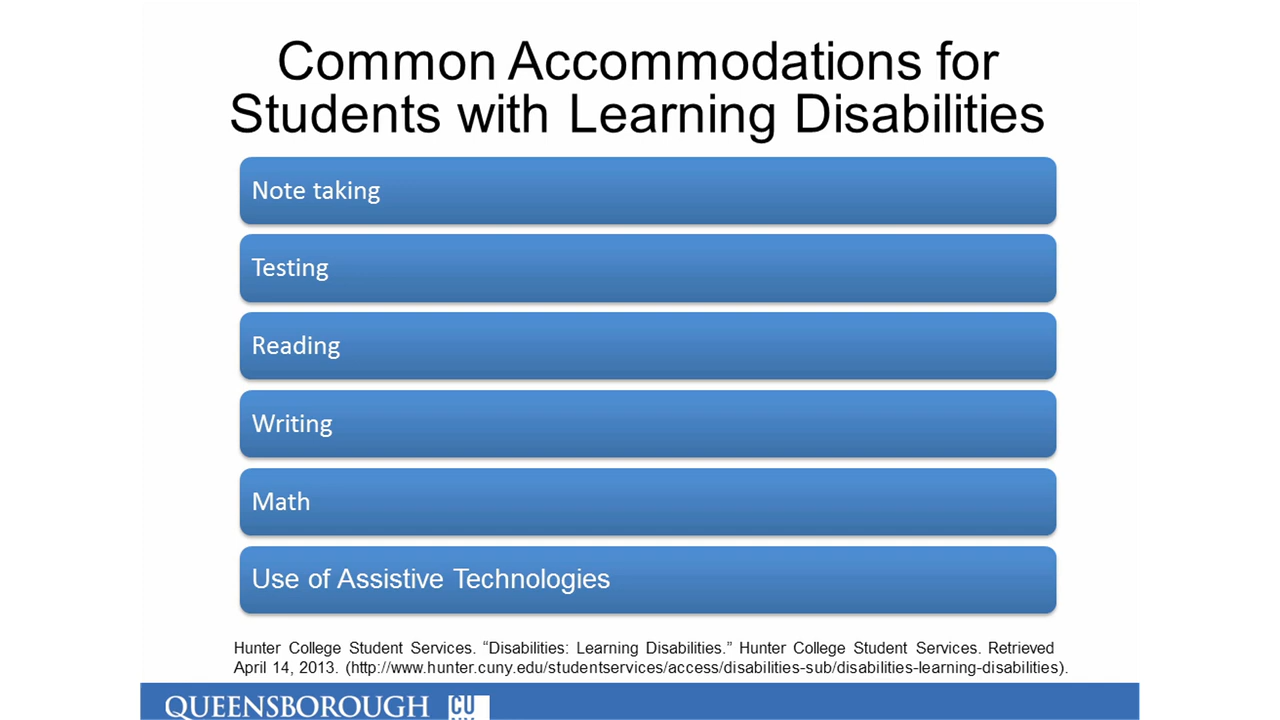 Common Accommodations for
Students with Learning Disabilities
Note taking
Testing
Reading
Writing
Math
Use of Assistive Technologies
Hunter College Student Services. “Disabilities: Learning Disabilities.” Hunter College Student Services. Retrieved
April 14, 2013. (http://www.hunter.cuny.edu/studentservices/access/disabilities-sub/disabilities-learning-disabilities).
QUEENSBOROUGH CU